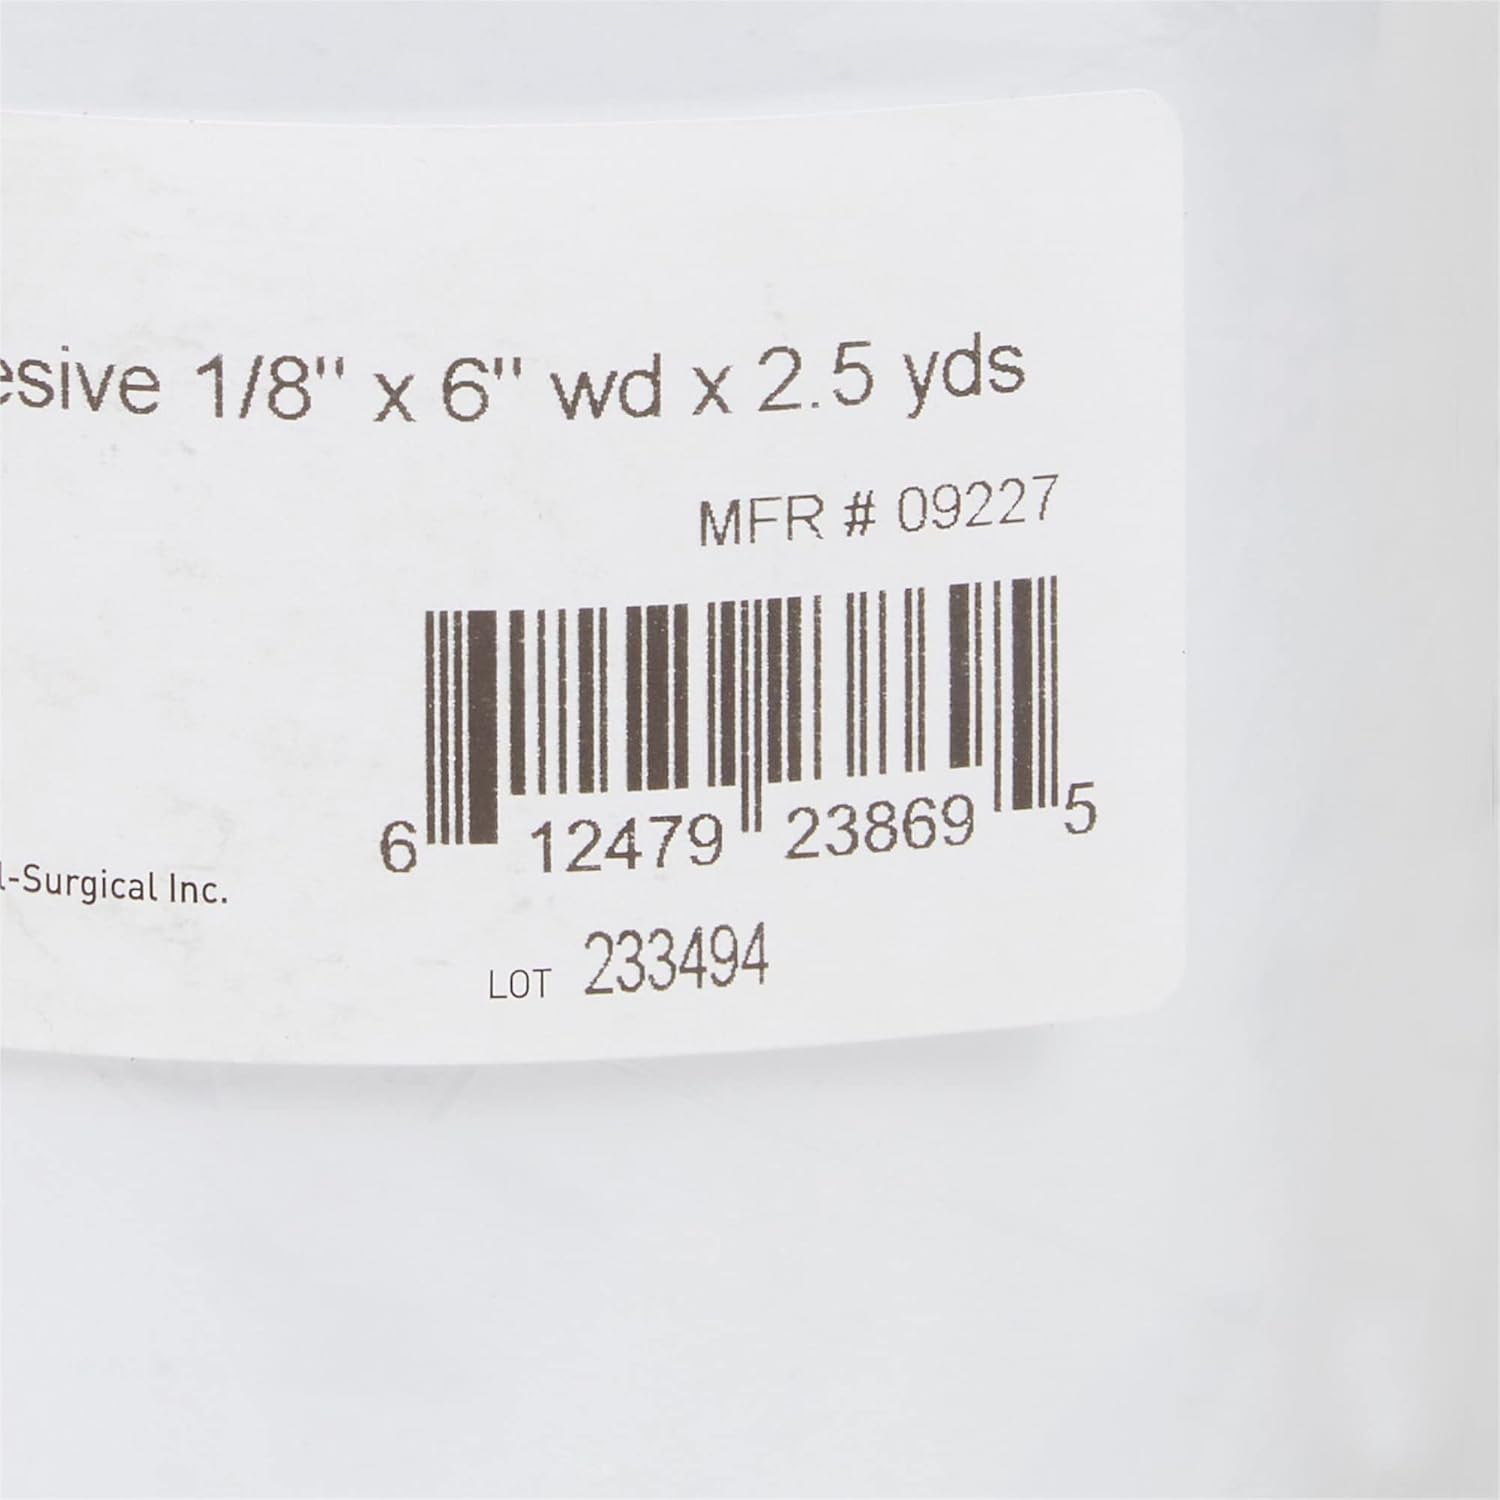 esive 1/8" x 6" wd x 2.5 yds
MFR # 09227
6 12479 23869 5
l-Surgical Inc.
LOT 233494